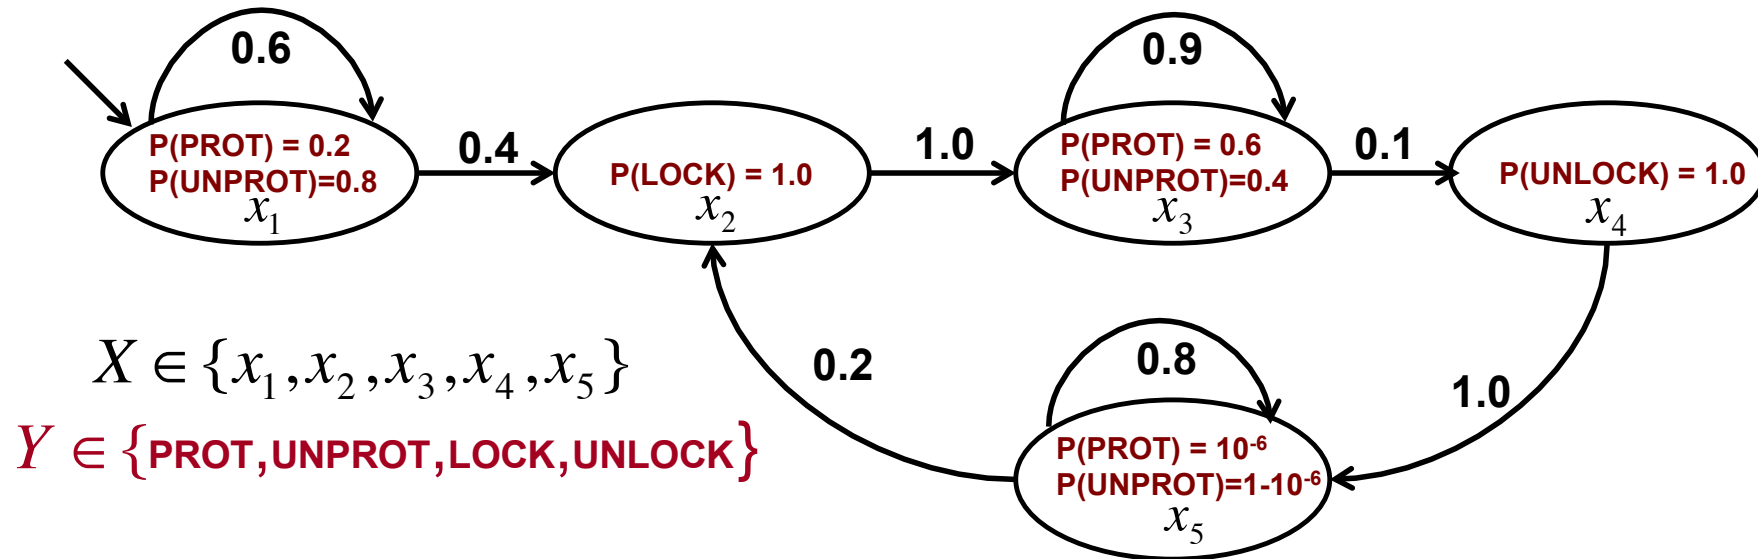 0.6
0.9
P(PROT) = 0.2
P(UNPROT)=0.8
x₁
0.4
P(LOCK) = 1.0
x₂
1.0
P(PROT) = 0.6
P(UNPROT)=0.4
x₃
0.1
P(UNLOCK) = 1.0
x₄
X ∈ {x₁,x₂,x₃,x₄,x₅}
Y ∈ {PROT,UNPROT,LOCK,UNLOCK}
0.2
0.8
1.0
P(PROT) = 10⁻⁶
P(UNPROT)=1-10⁻⁶
x₅